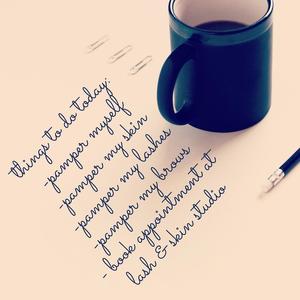 things to do today:
-pamper myself
-pamper my skin
-pamper my lashes
-pamper my brows
- book appointment at -
lash & skin studio